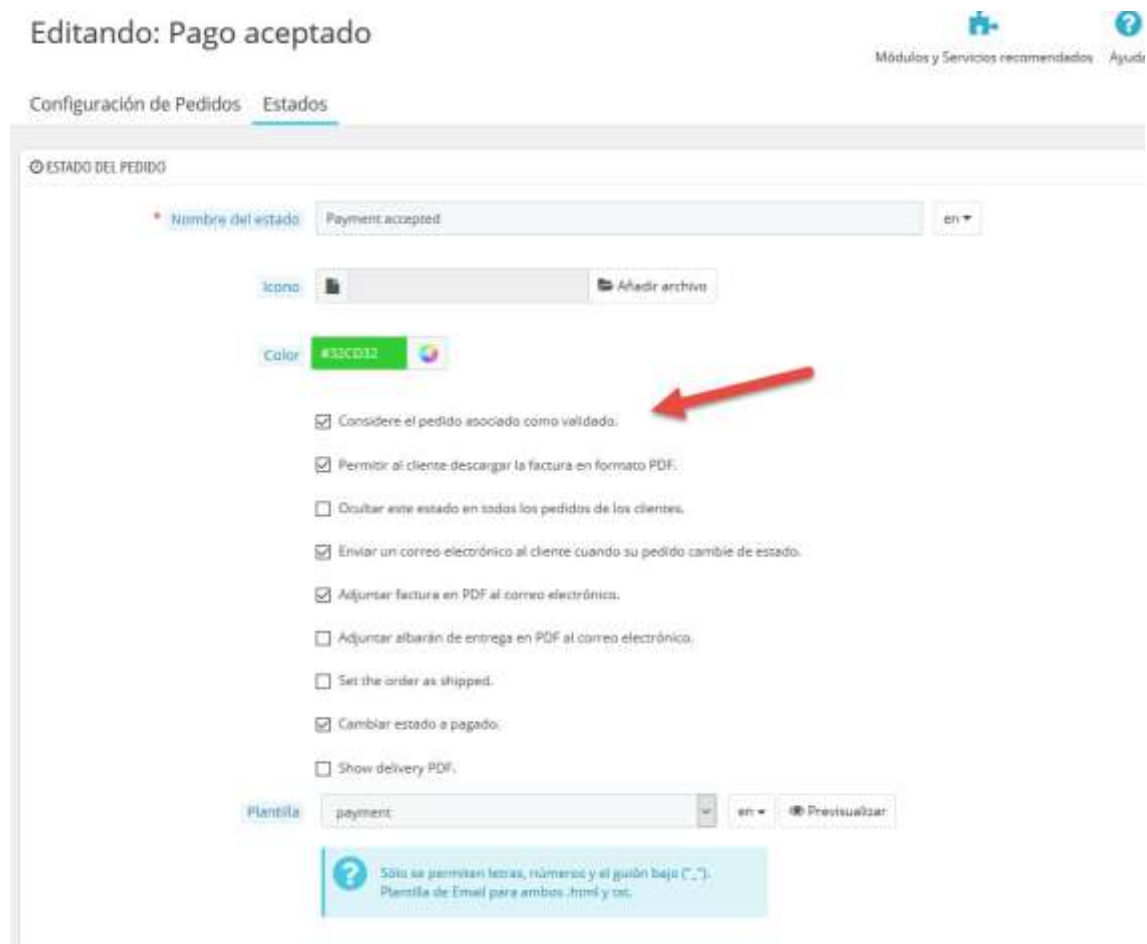 Editando: Pago aceptado
Módulos y Servicios recomendados Ayuda
Configuración de Pedidos Estados
ESTADO DEL PEDIDO
* Nombre del estado Payment accepted en
Icono Añadir archivo
Color #32CD32
Considere el pedido asociado como validado.
Permitir al cliente descargar la factura en formato PDF.
Ocultar este estado en todos los pedidos de los clientes.
Enviar un correo electrónico al cliente cuando su pedido cambie de estado.
Adjuntar factura en PDF al correo electrónico.
Adjuntar albarán de entrega en PDF al correo electrónico.
Set the order as shipped.
Cambiar estado a pagado.
Show delivery PDF.
Plantilla payment en Previsualizar
? Sólo se permiten letras, números y el guión bajo ("_").
Plantilla de Email para ambos .html y txt.